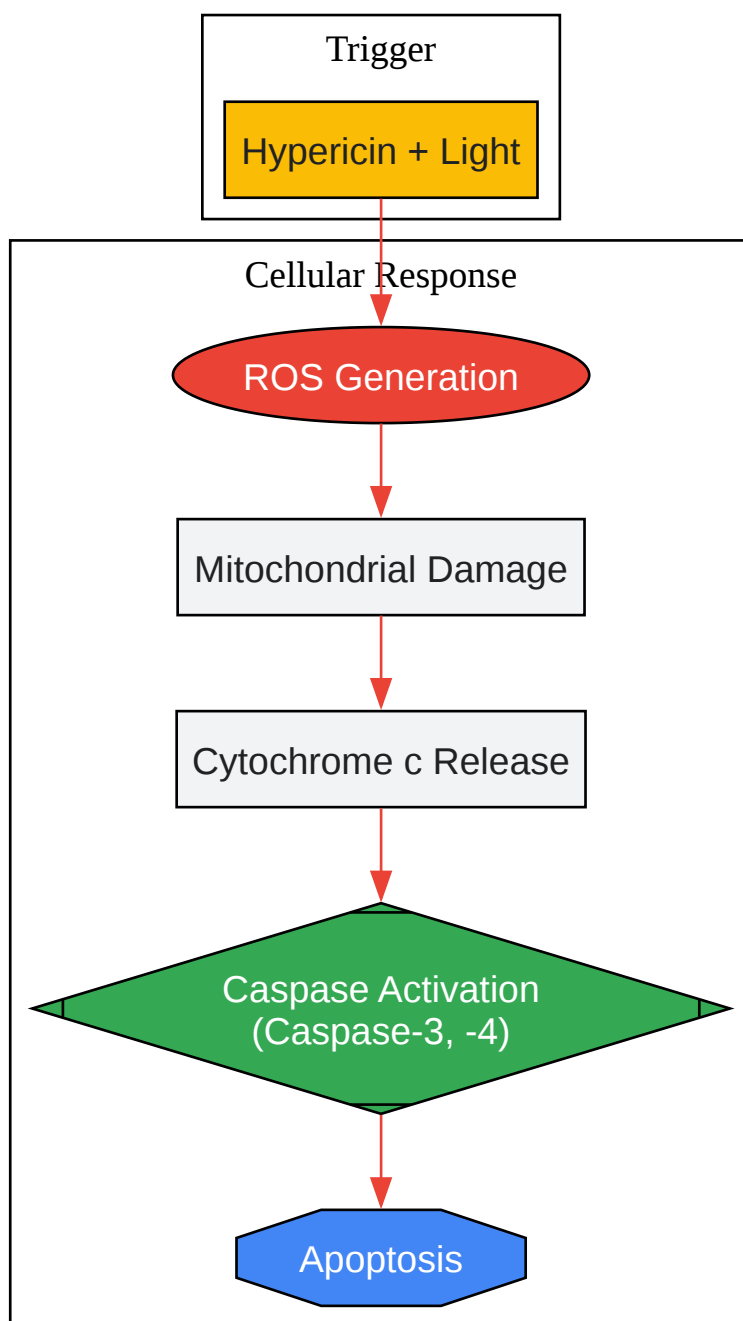 Trigger
Hypericin + Light
Cellular Response
ROS Generation
Mitochondrial Damage
Cytochrome c Release
Caspase Activation
(Caspase-3, -4)
Apoptosis